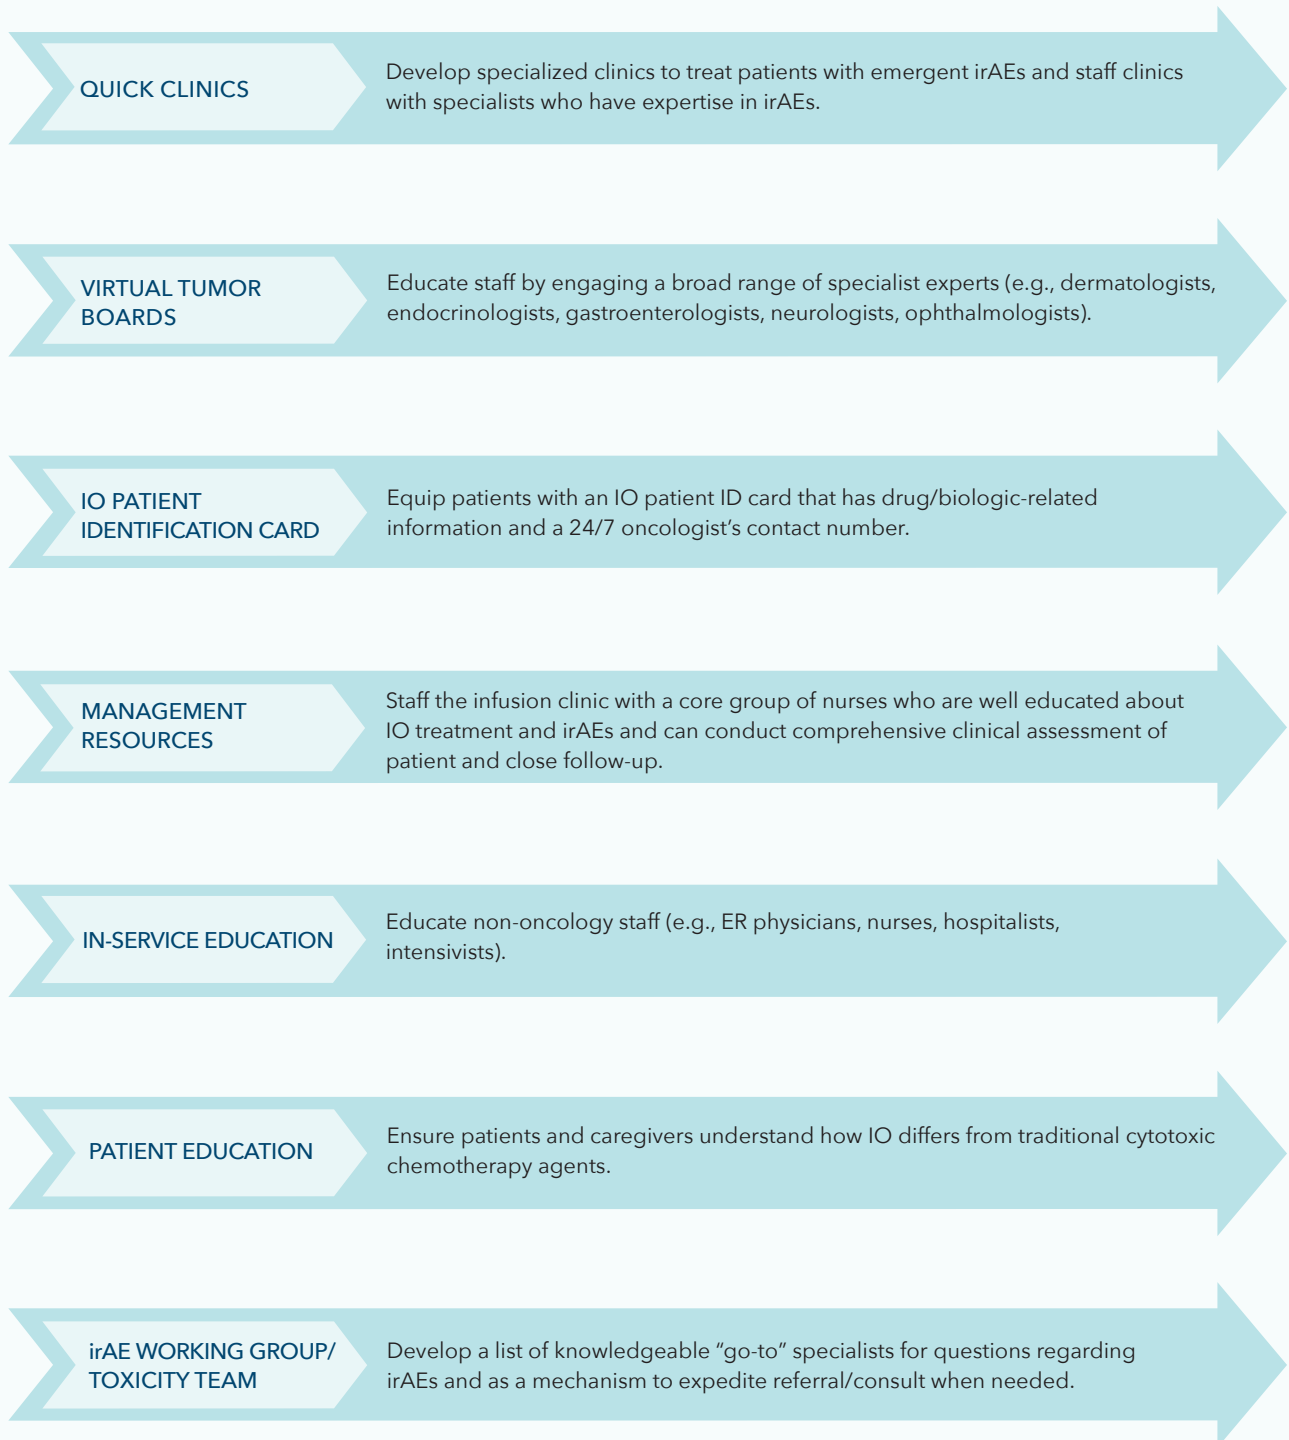 QUICK CLINICS
Develop specialized clinics to treat patients with emergent irAEs and staff clinics
with specialists who have expertise in irAEs.
VIRTUAL TUMOR
BOARDS
Educate staff by engaging a broad range of specialist experts (e.g., dermatologists,
endocrinologists, gastroenterologists, neurologists, ophthalmologists).
IO PATIENT
IDENTIFICATION CARD
Equip patients with an IO patient ID card that has drug/biologic-related
information and a 24/7 oncologist’s contact number.
MANAGEMENT
RESOURCES
Staff the infusion clinic with a core group of nurses who are well educated about
IO treatment and irAEs and can conduct comprehensive clinical assessment of
patient and close follow-up.
IN-SERVICE EDUCATION
Educate non-oncology staff (e.g., ER physicians, nurses, hospitalists,
intensivists).
PATIENT EDUCATION
Ensure patients and caregivers understand how IO differs from traditional cytotoxic
chemotherapy agents.
irAE WORKING GROUP/
TOXICITY TEAM
Develop a list of knowledgeable “go-to” specialists for questions regarding
irAEs and as a mechanism to expedite referral/consult when needed.